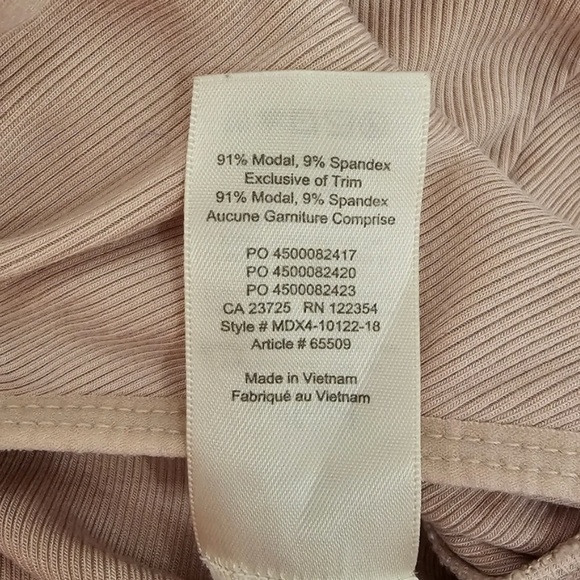 91% Modal, 9% Spandex
Exclusive of Trim
91% Modal, 9% Spandex
Aucune Garniture Comprise
PO 4500082417
PO 4500082420
PO 4500082423
CA 23725 RN 122354
Style # MDX4-10122-18
Article # 65509
Made in Vietnam
Fabriqué au Vietnam